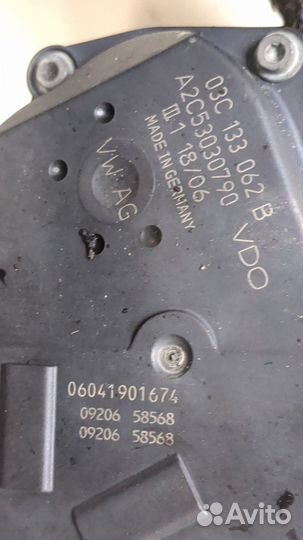 03C 133 062 B
A2C53030790
III 1 18/06
MADE IN GERMANY
VDO
VW AG
06041901674
09206 58568
09206 58568
Avito